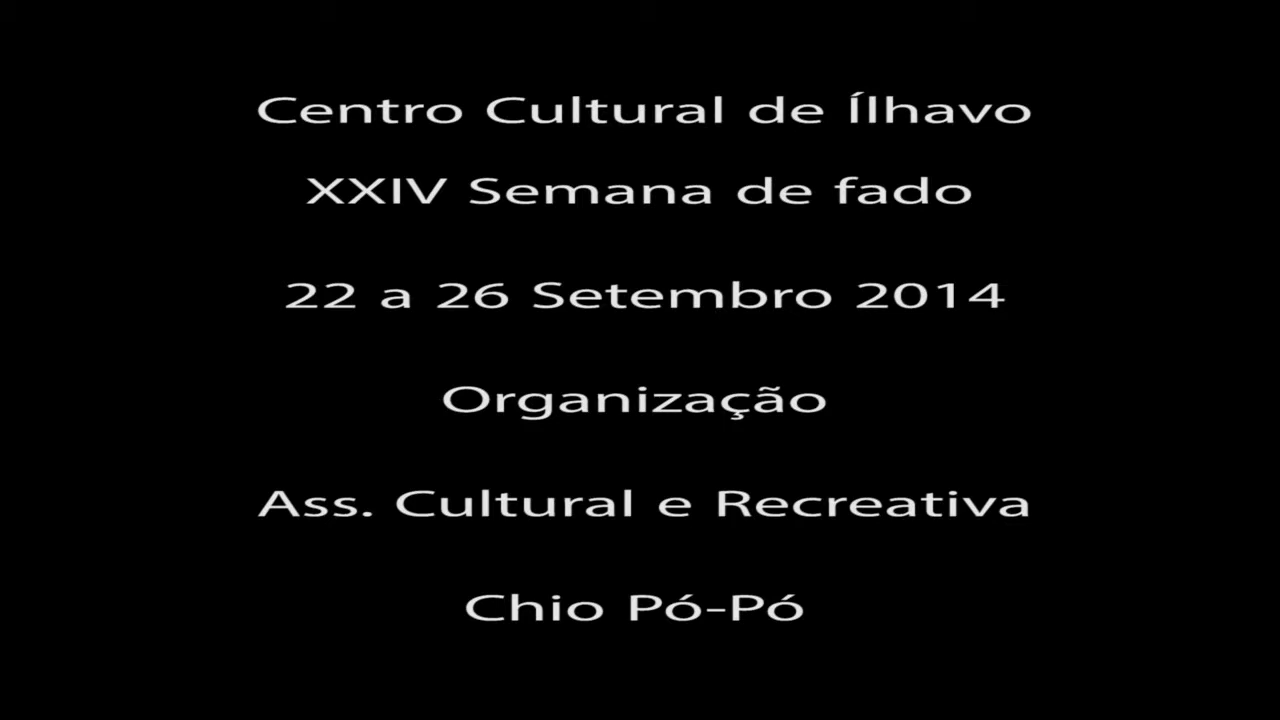 Centro Cultural de Ílhavo
XXIV Semana de fado
22 a 26 Setembro 2014
Organização
Ass. Cultural e Recreativa
Chio Pó-Pó